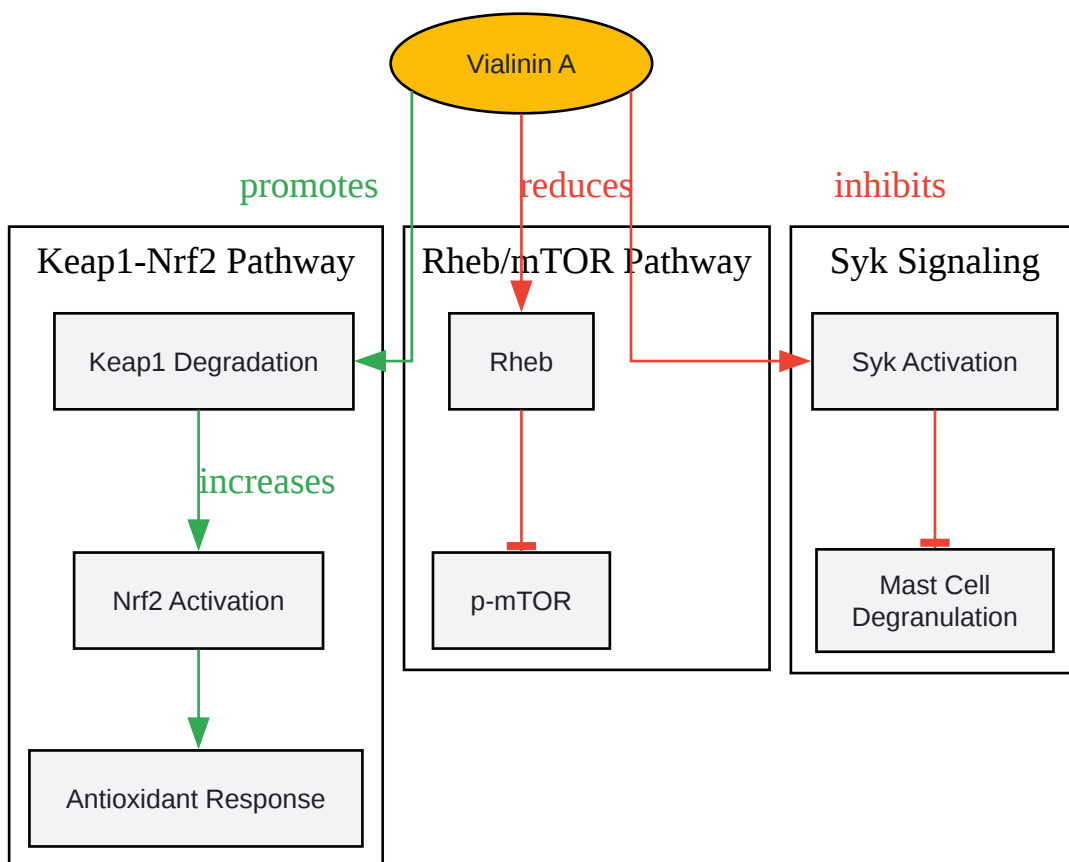 Vialinin A
promotes
reduces
inhibits
Keap1-Nrf2 Pathway
Rheb/mTOR Pathway
Syk Signaling
Keap1 Degradation
Rheb
Syk Activation
increases
Nrf2 Activation
p-mTOR
Mast Cell
Degranulation
Antioxidant Response